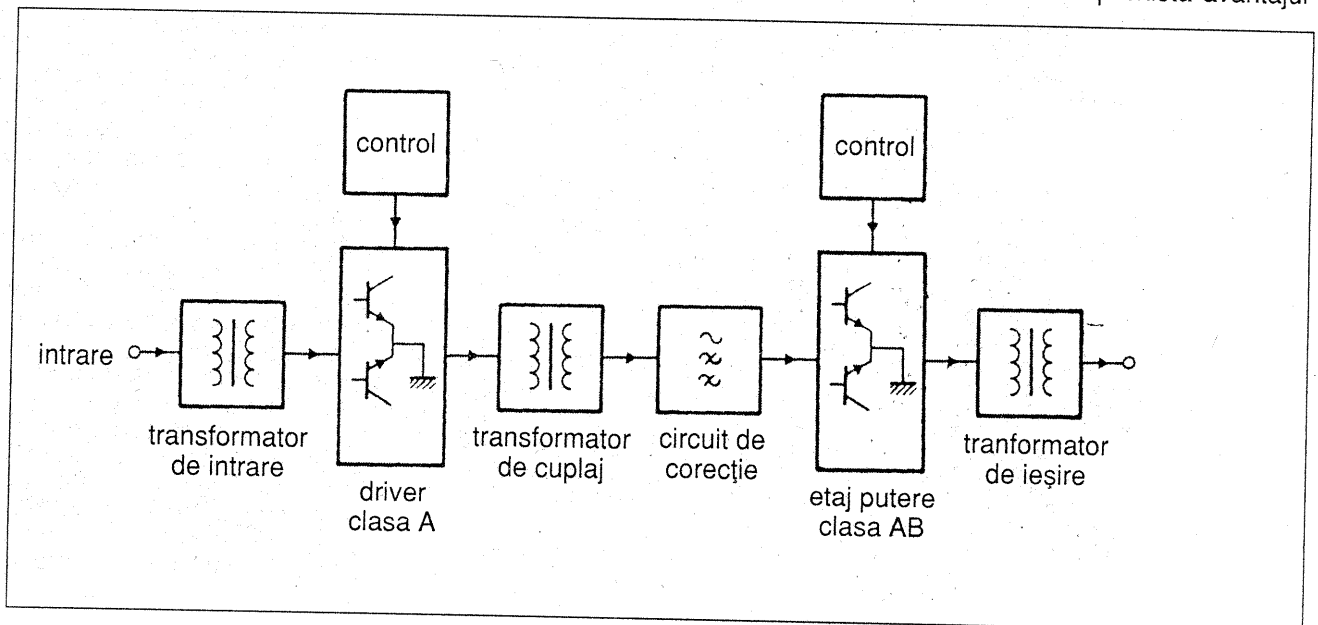 avantajul
control
control
intrare
transformator
de intrare
driver
clasa A
transformator
de cuplaj
circuit de
corecție
etaj putere
clasa AB
tranformator
de ieșire